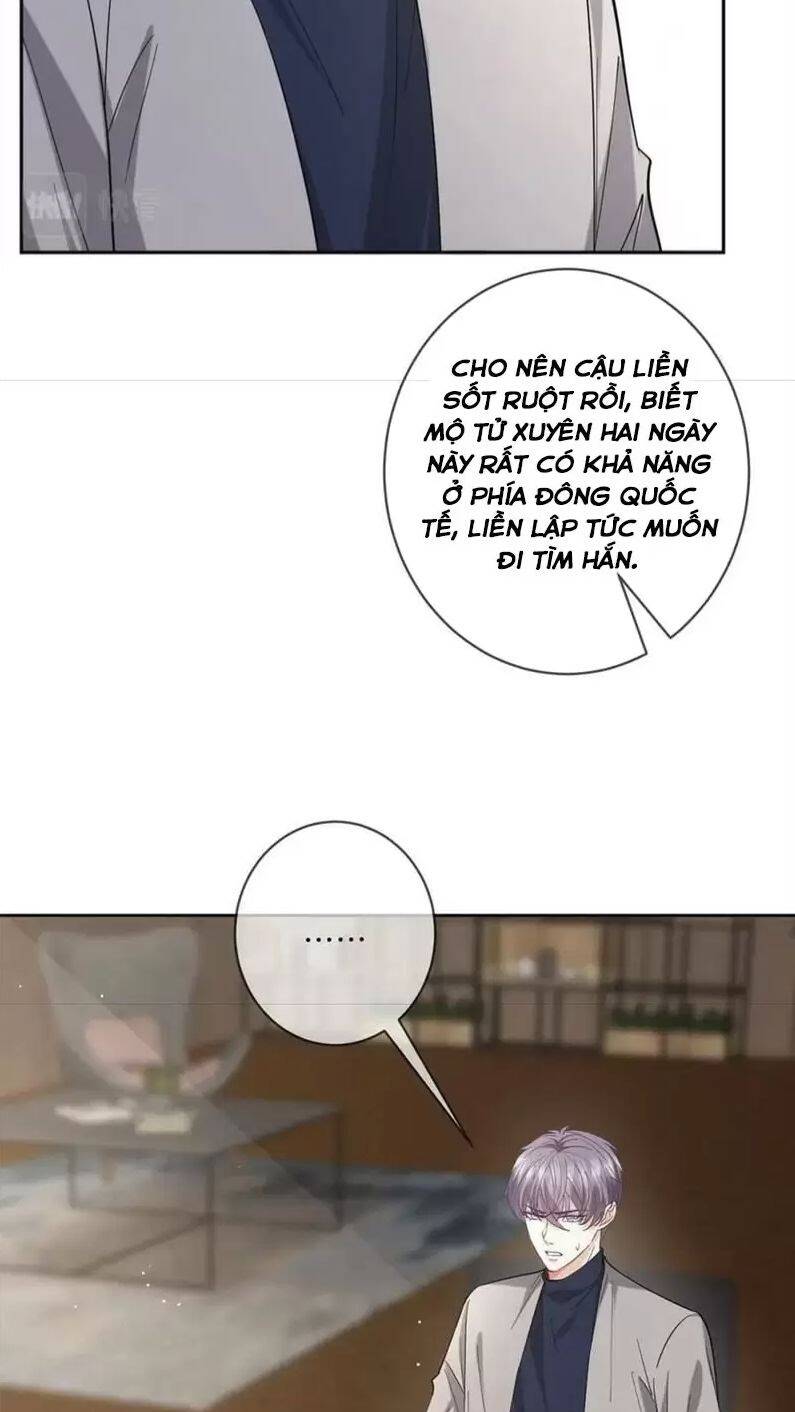 CHO NÊN CẬU LIỀN
SỐT RUỘT RỒI, BIẾT
MỘ TỬ XUYÊN HAI NGÀY
NÀY RẤT CÓ KHẢ NĂNG
Ở PHÍA ĐÔNG QUỐC
TẾ, LIỀN LẬP TỨC MUỐN
ĐI TÌM HẮN.
......